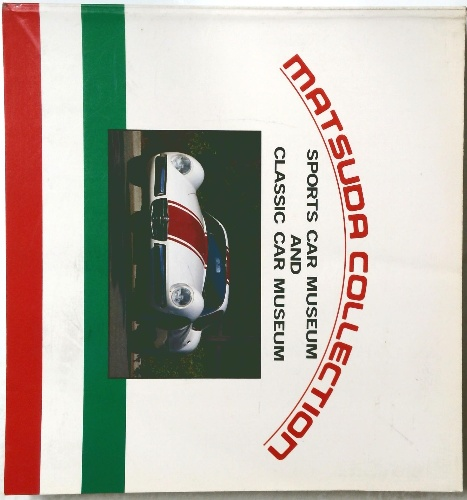 MATSUDA COLLECTION
SPORTS CAR MUSEUM
AND
CLASSIC CAR MUSEUM